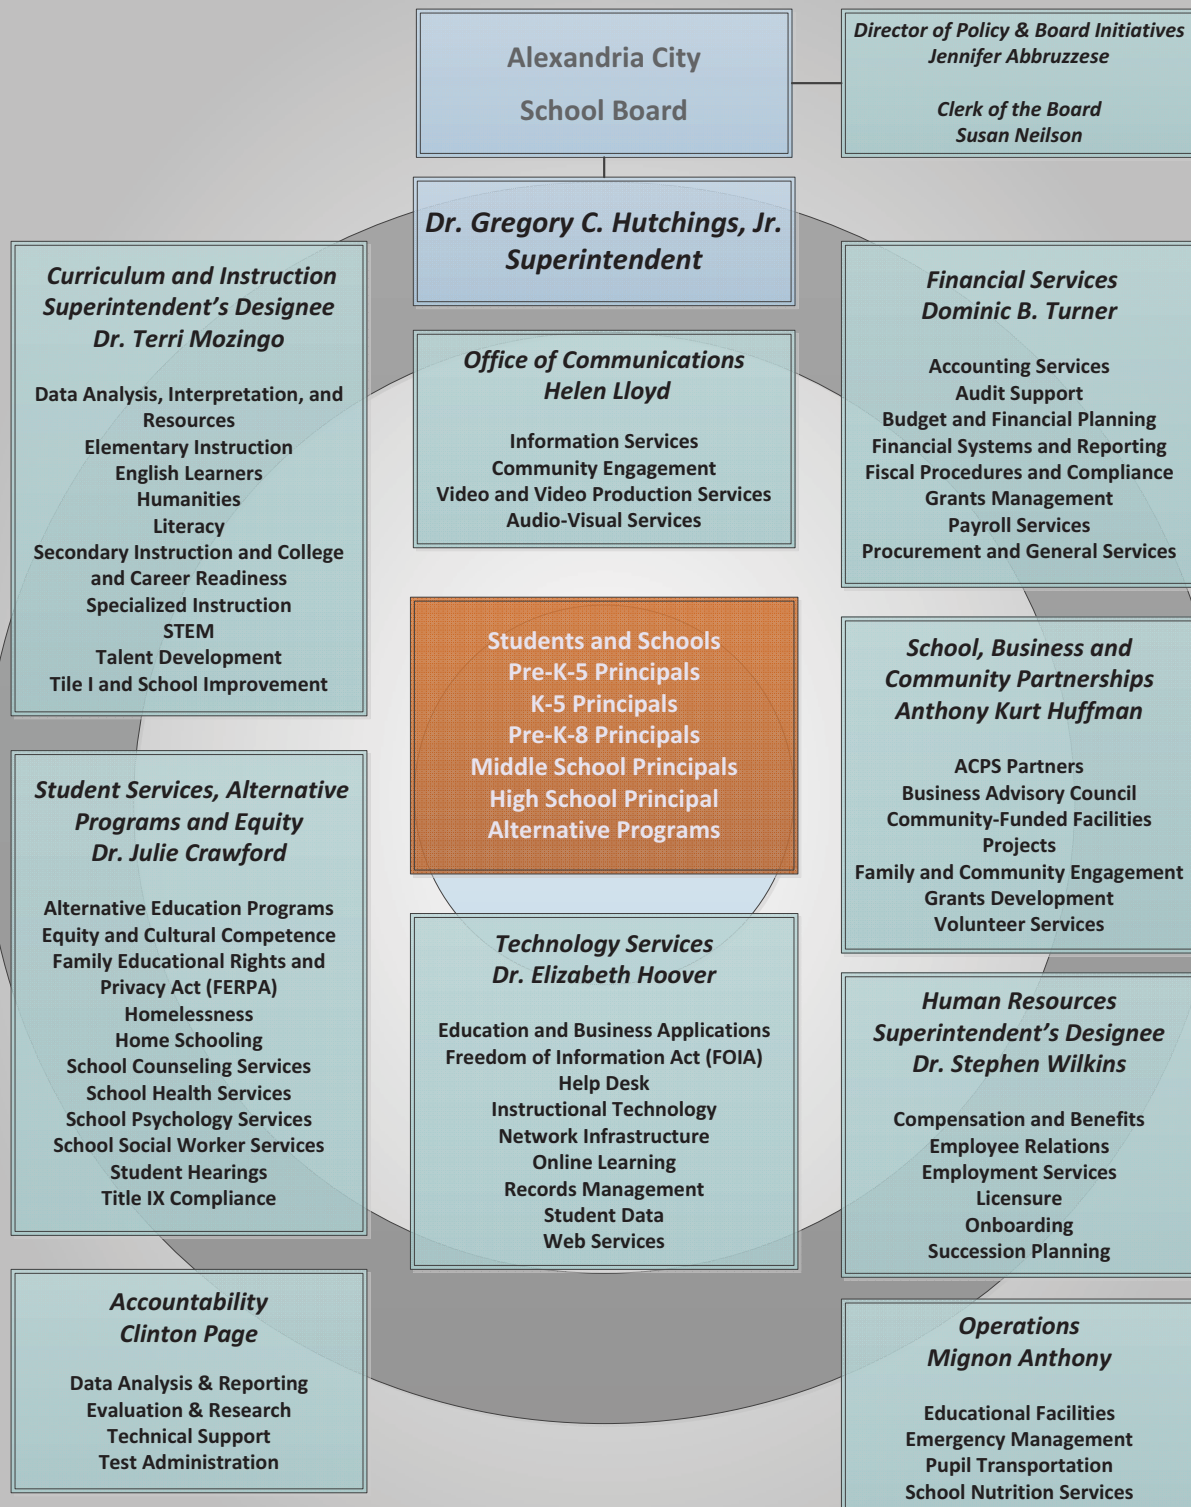 Alexandria City
School Board
Director of Policy & Board Initiatives
Jennifer Abbruzzese
Clerk of the Board
Susan Neilson
Dr. Gregory C. Hutchings, Jr.
Superintendent
Curriculum and Instruction
Superintendent’s Designee
Dr. Terri Mozingo
Data Analysis, Interpretation, and
Resources
Elementary Instruction
English Learners
Humanities
Literacy
Secondary Instruction and College
and Career Readiness
Specialized Instruction
STEM
Talent Development
Tile I and School Improvement
Student Services, Alternative
Programs and Equity
Dr. Julie Crawford
Alternative Education Programs
Equity and Cultural Competence
Family Educational Rights and
Privacy Act (FERPA)
Homelessness
Home Schooling
School Counseling Services
School Health Services
School Psychology Services
School Social Worker Services
Student Hearings
Title IX Compliance
Accountability
Clinton Page
Data Analysis & Reporting
Evaluation & Research
Technical Support
Test Administration
Office of Communications
Helen Lloyd
Information Services
Community Engagement
Video and Video Production Services
Audio-Visual Services
Students and Schools
Pre-K-5 Principals
K-5 Principals
Pre-K-8 Principals
Middle School Principals
High School Principal
Alternative Programs
Technology Services
Dr. Elizabeth Hoover
Education and Business Applications
Freedom of Information Act (FOIA)
Help Desk
Instructional Technology
Network Infrastructure
Online Learning
Records Management
Student Data
Web Services
Financial Services
Dominic B. Turner
Accounting Services
Audit Support
Budget and Financial Planning
Financial Systems and Reporting
Fiscal Procedures and Compliance
Grants Management
Payroll Services
Procurement and General Services
School, Business and
Community Partnerships
Anthony Kurt Huffman
ACPS Partners
Business Advisory Council
Community-Funded Facilities
Projects
Family and Community Engagement
Grants Development
Volunteer Services
Human Resources
Superintendent’s Designee
Dr. Stephen Wilkins
Compensation and Benefits
Employee Relations
Employment Services
Licensure
Onboarding
Succession Planning
Operations
Mignon Anthony
Educational Facilities
Emergency Management
Pupil Transportation
School Nutrition Services